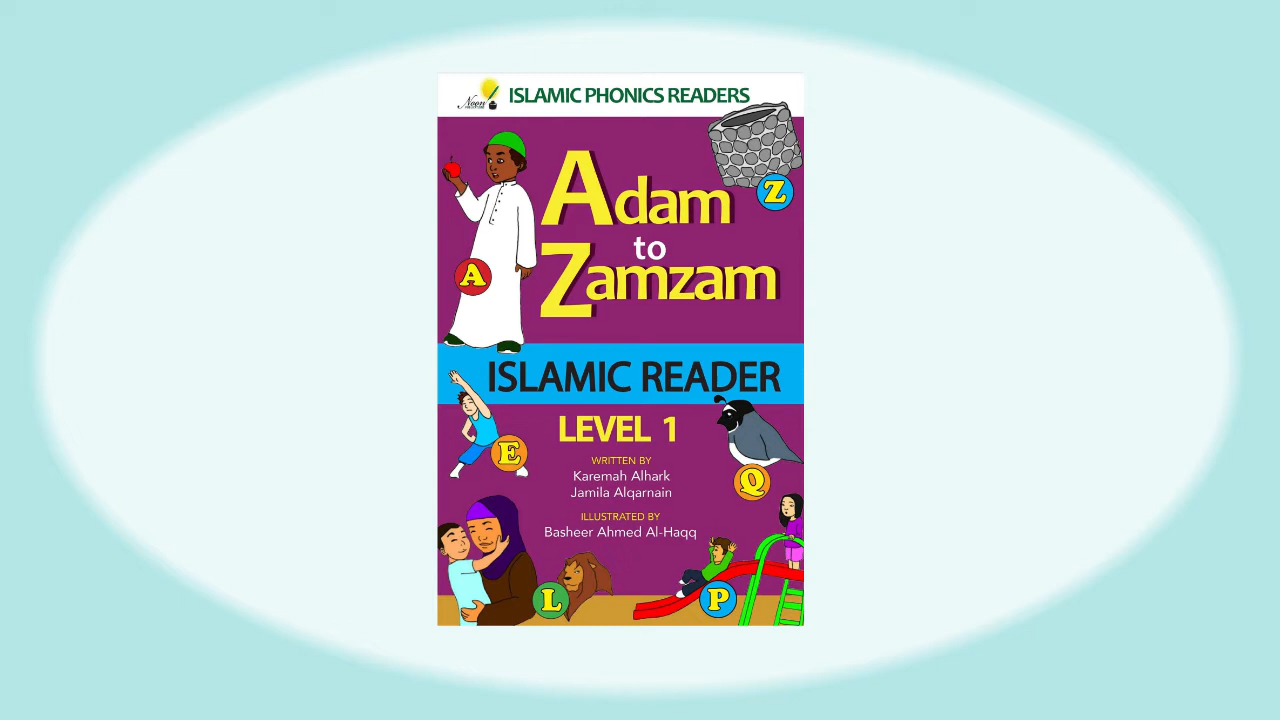 Noon
ISLAMIC PHONICS READERS
Z
Adam
to
Zamzam
A
ISLAMIC READER
LEVEL 1
E
WRITTEN BY
Karemah Alhark
Jamila Alqarnain
Q
ILLUSTRATED BY
Basheer Ahmed Al-Haqq
L
P